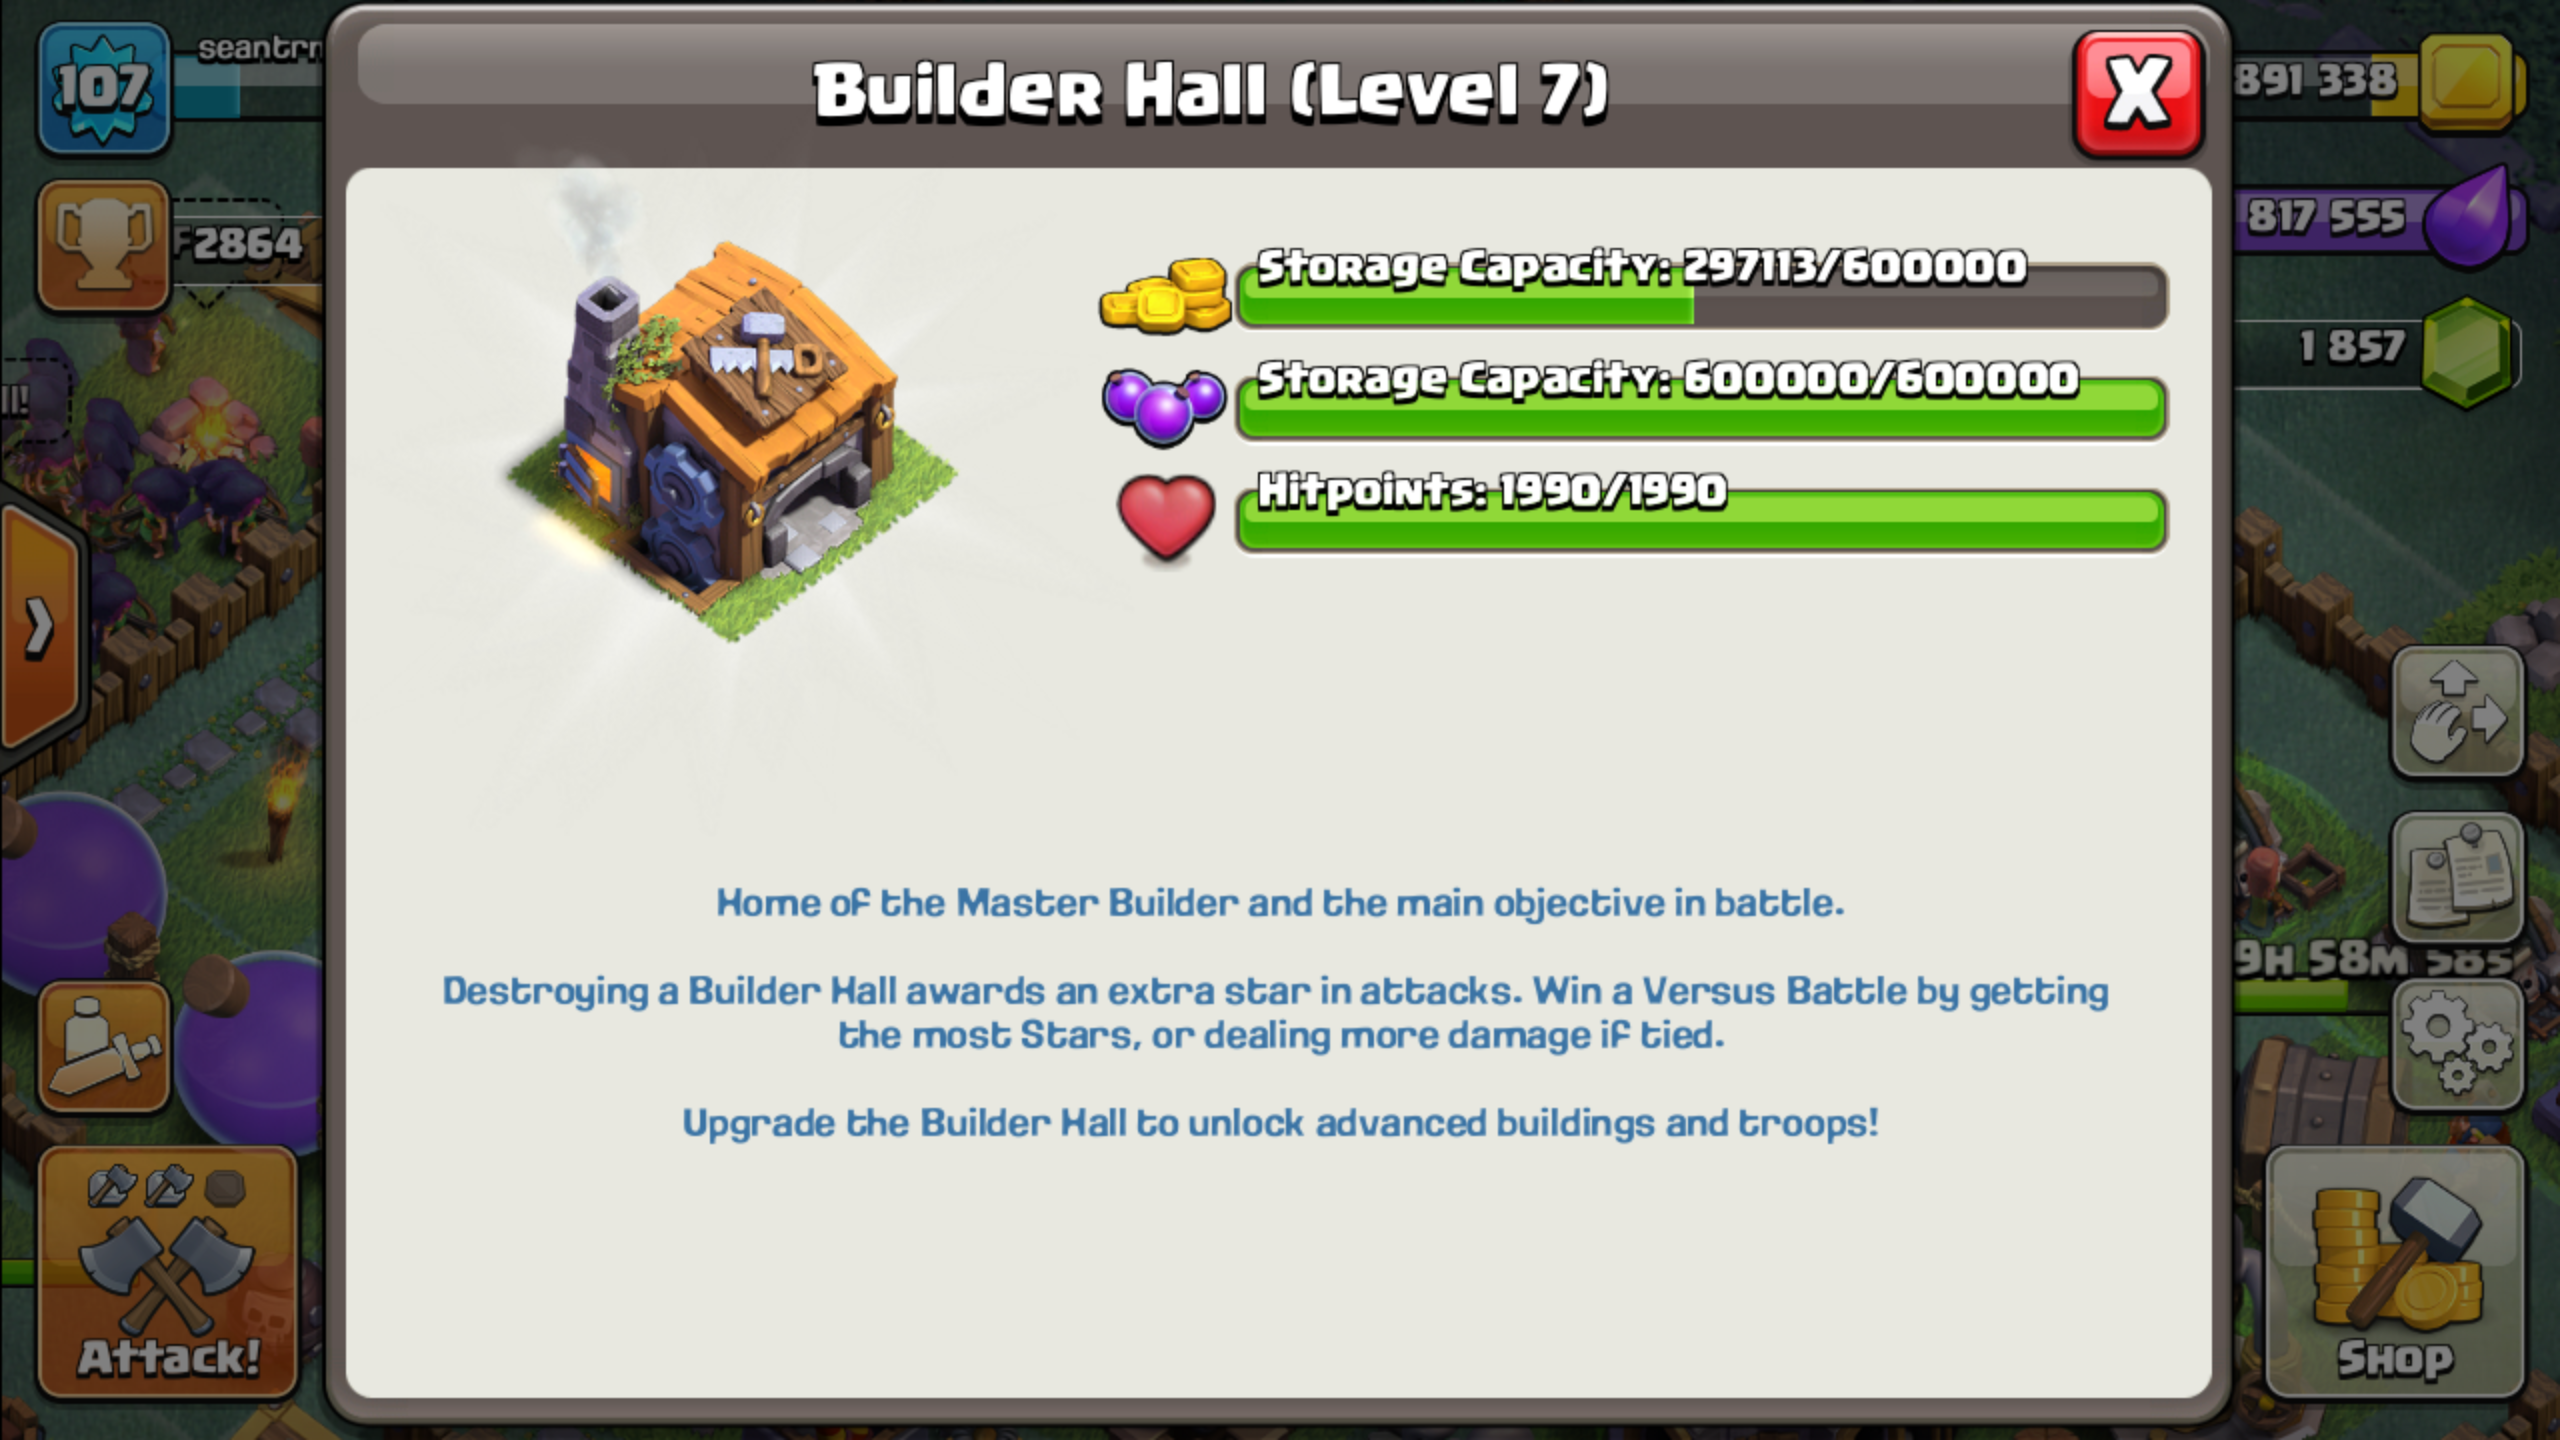 107
seantrn
Builder Hall (Level 7)
X
891 338
2864
Storage Capacity: 297113/600000
817 555
Storage Capacity: 600000/600000
1 857
Hitpoints: 1990/1990
Home of the Master Builder and the main objective in battle.
Destroying a Builder Hall awards an extra star in attacks. Win a Versus Battle by getting
the most Stars, or dealing more damage if tied.
9H 58M 58S
Upgrade the Builder Hall to unlock advanced buildings and troops!
Attack!
Shop